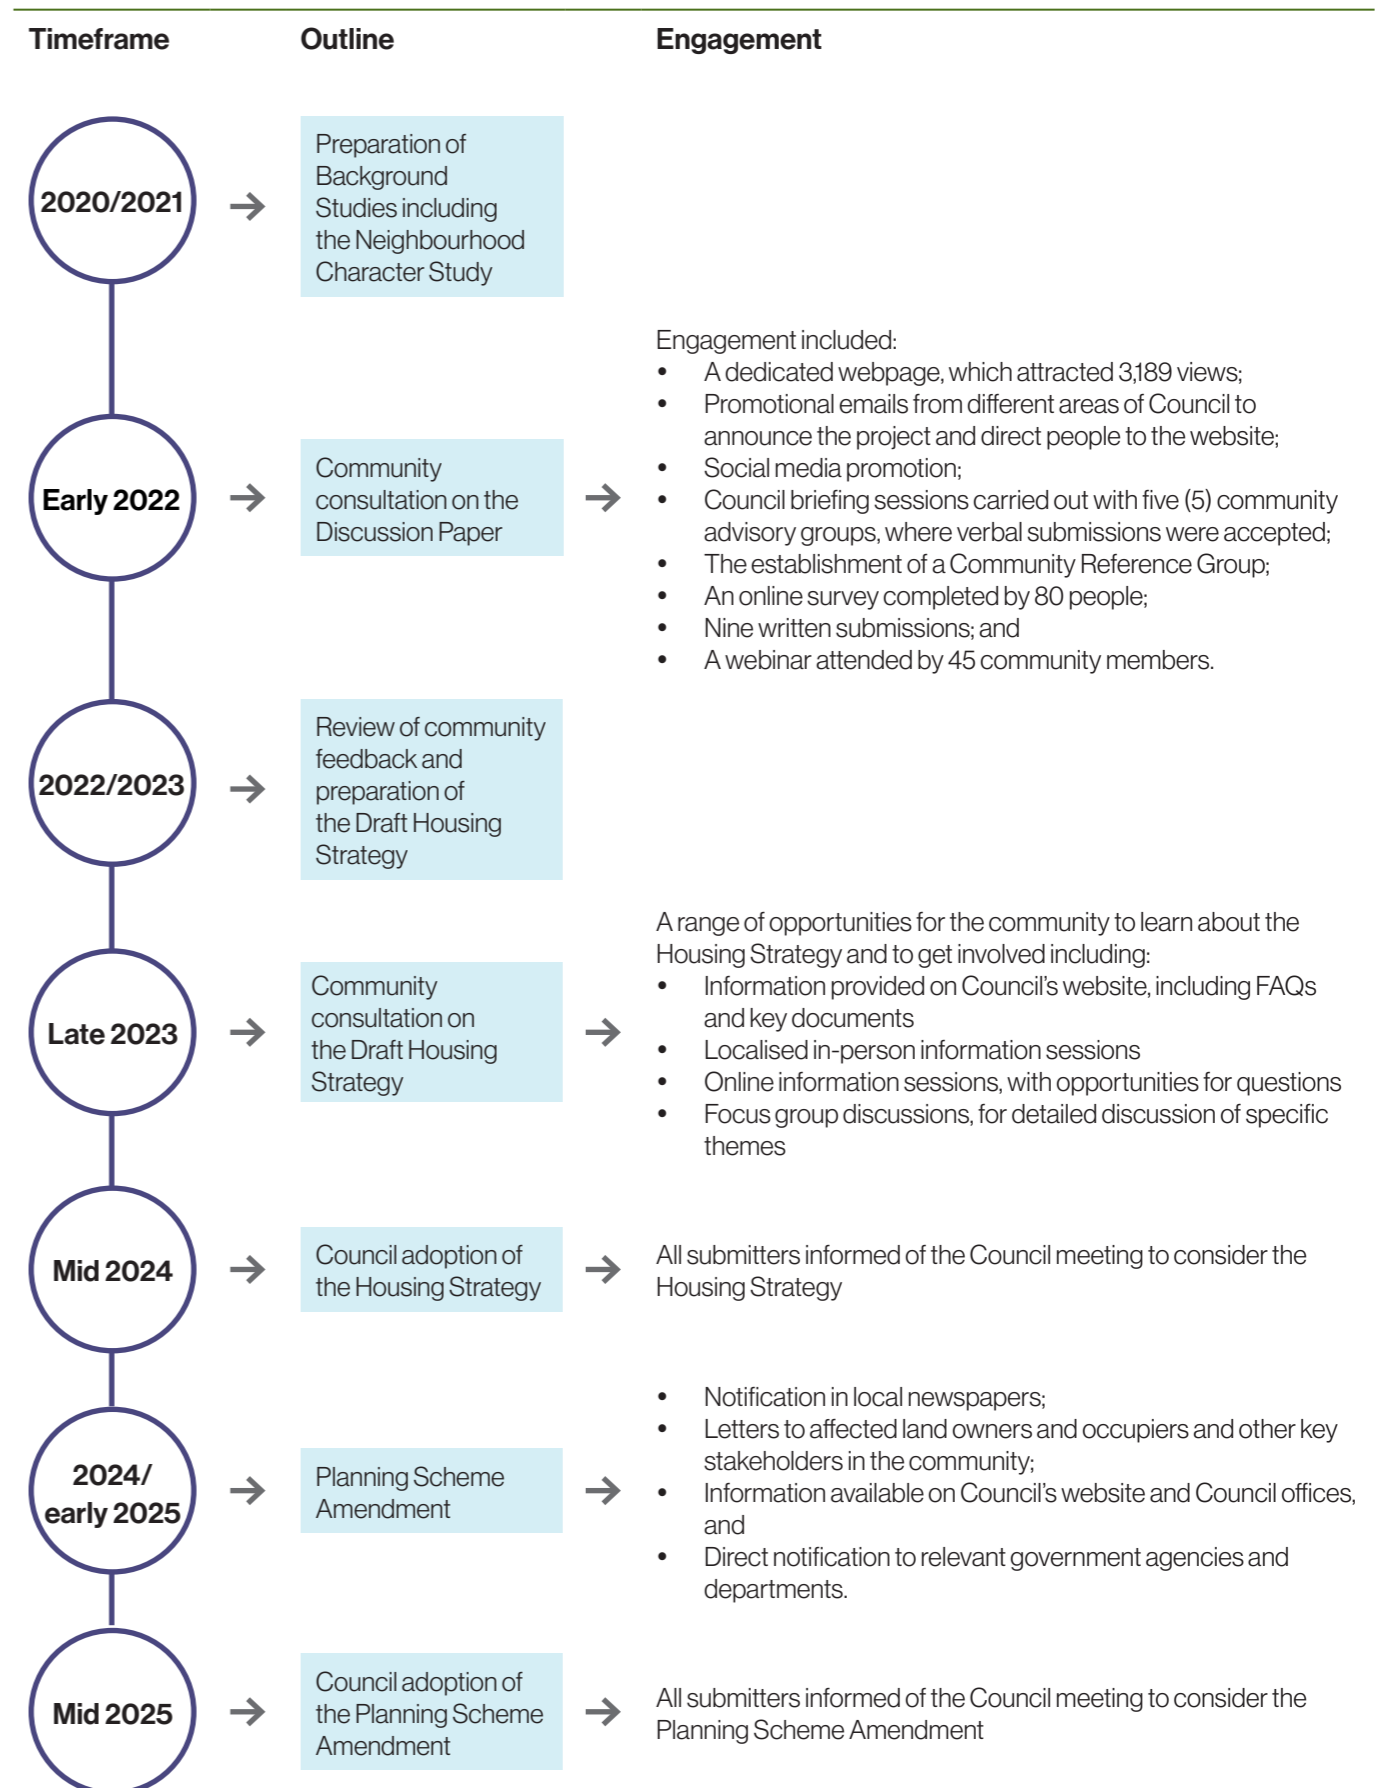 Timeframe
Outline
Engagement
2020/2021
Preparation of
Background
Studies including
the Neighbourhood
Character Study
Early 2022
Community
consultation on the
Discussion Paper
Engagement included:
• A dedicated webpage, which attracted 3,189 views;
• Promotional emails from different areas of Council to
announce the project and direct people to the website;
• Social media promotion;
• Council briefing sessions carried out with five (5) community
advisory groups, where verbal submissions were accepted;
• The establishment of a Community Reference Group;
• An online survey completed by 80 people;
• Nine written submissions; and
• A webinar attended by 45 community members.
2022/2023
Review of community
feedback and
preparation of
the Draft Housing
Strategy
Late 2023
Community
consultation on
the Draft Housing
Strategy
A range of opportunities for the community to learn about the
Housing Strategy and to get involved including:
• Information provided on Council's website, including FAQs
and key documents
• Localised in-person information sessions
• Online information sessions, with opportunities for questions
• Focus group discussions, for detailed discussion of specific
themes
Mid 2024
Council adoption of
the Housing Strategy
All submitters informed of the Council meeting to consider the
Housing Strategy
2024/
early 2025
Planning Scheme
Amendment
• Notification in local newspapers;
• Letters to affected land owners and occupiers and other key
stakeholders in the community;
• Information available on Council's website and Council offices,
and
• Direct notification to relevant government agencies and
departments.
Mid 2025
Council adoption of
the Planning Scheme
Amendment
All submitters informed of the Council meeting to consider the
Planning Scheme Amendment